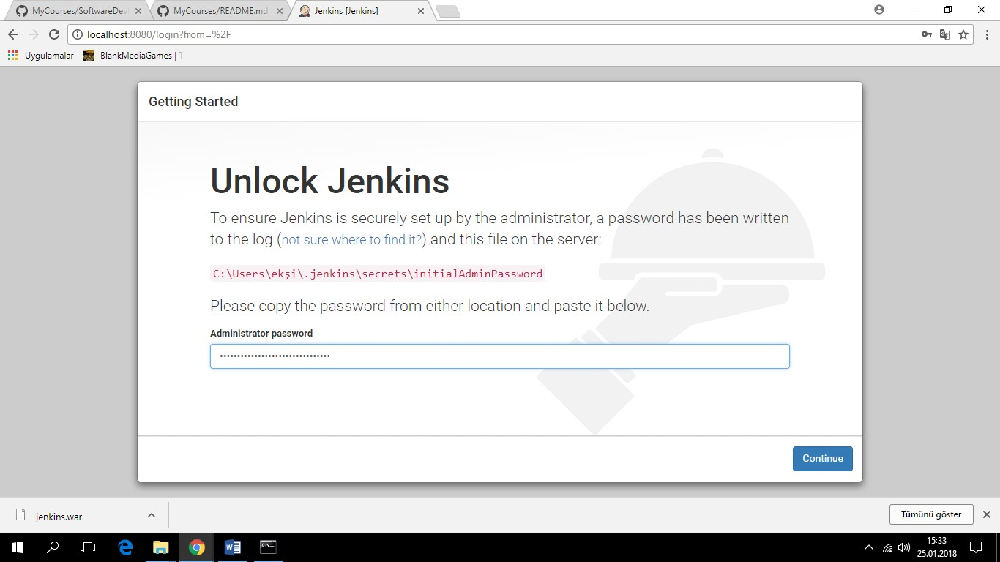 MyCourses/SoftwareDev
MyCourses/README.md
Jenkins [Jenkins]
localhost:8080/login?from=%2F
Uygulamalar
BlankMediaGames | T
Getting Started
Unlock Jenkins
To ensure Jenkins is securely set up by the administrator, a password has been written
to the log (not sure where to find it?) and this file on the server:
C:\Users\ekşi\.jenkins\secrets\initialAdminPassword
Please copy the password from either location and paste it below.
Administrator password
Continue
jenkins.war
Tümünü göster
15:33
25.01.2018